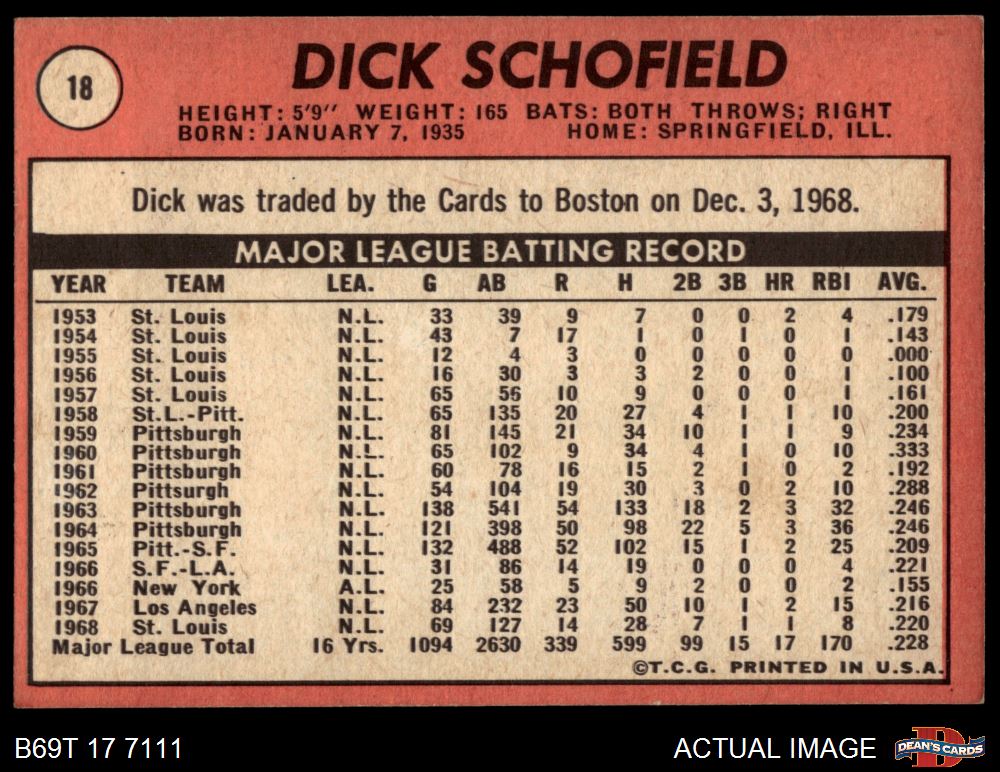 18
DICK SCHOFIELD
HEIGHT: 5'9'' WEIGHT: 165 BATS: BOTH THROWS; RIGHT
BORN: JANUARY 7, 1935 HOME: SPRINGFIELD, ILL.
Dick was traded by the Cards to Boston on Dec. 3, 1968.
MAJOR LEAGUE BATTING RECORD
YEAR TEAM LEA. G AB R H 2B 3B HR RBI AVG.
1953 St. Louis N.L. 33 39 9 7 0 0 2 4 .179
1954 St. Louis N.L. 43 7 17 1 0 1 0 1 .143
1955 St. Louis N.L. 12 4 3 0 0 0 0 0 .000
1956 St. Louis N.L. 16 30 3 3 2 0 0 1 .100
1957 St. Louis N.L. 65 56 10 9 0 0 0 1 .161
1958 St.L.-Pitt. N.L. 65 135 20 27 4 1 1 10 .200
1959 Pittsburgh N.L. 81 145 21 34 10 1 1 9 .234
1960 Pittsburgh N.L. 65 102 9 34 4 1 0 10 .333
1961 Pittsburgh N.L. 60 78 16 15 2 1 0 2 .192
1962 Pittsurgh N.L. 54 104 19 30 3 0 2 10 .288
1963 Pittsburgh N.L. 138 541 54 133 18 2 3 32 .246
1964 Pittsburgh N.L. 121 398 50 98 22 5 3 36 .246
1965 Pitt.-S.F. N.L. 132 488 52 102 15 1 2 25 .209
1966 S.F.-L.A. N.L. 31 86 14 19 0 0 0 4 .221
1966 New York A.L. 25 58 5 9 2 0 0 2 .155
1967 Los Angeles N.L. 84 232 23 50 10 1 2 15 .216
1968 St. Louis N.L. 69 127 14 28 7 1 1 8 .220
Major League Total 16 Yrs. 1094 2630 339 599 99 15 17 170 .228
©T.C.G. PRINTED IN U.S.A.
B69T 17 7111 ACTUAL IMAGE DEAN'S CARDS